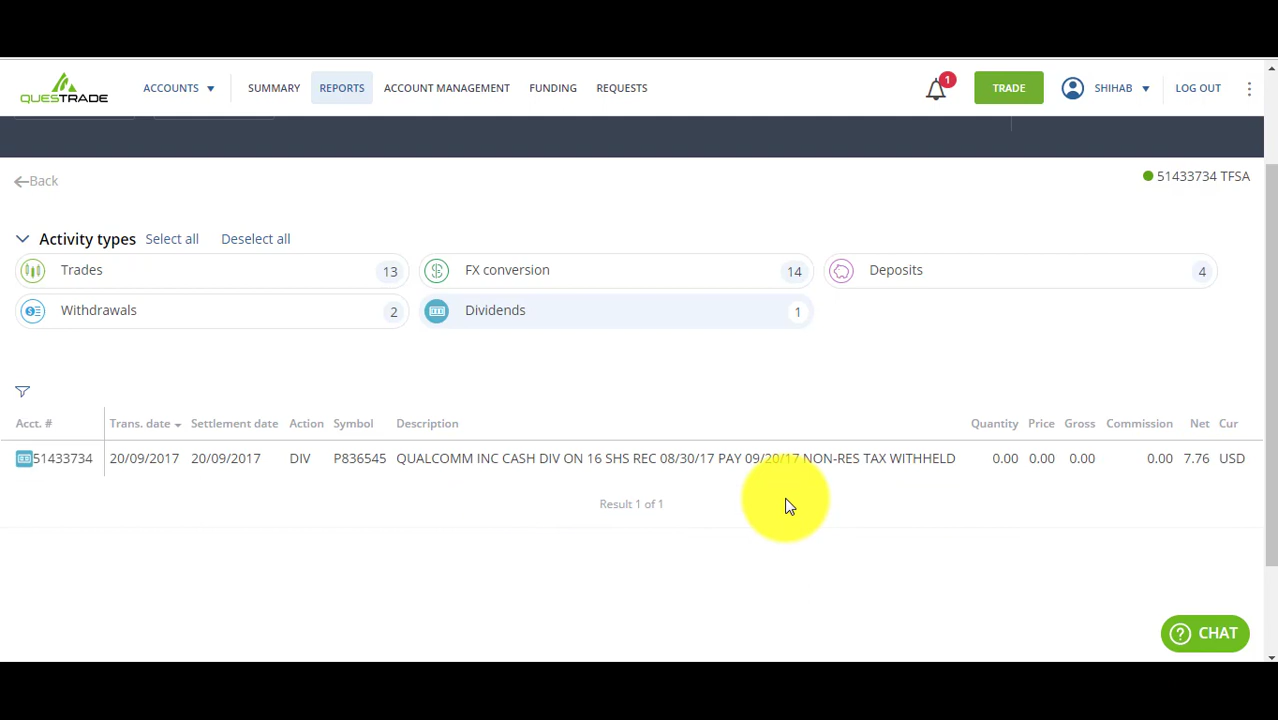 QUESTRADE ACCOUNTS SUMMARY REPORTS ACCOUNT MANAGEMENT FUNDING REQUESTS 1 TRADE SHIHAB LOG OUT
Back 51433734 TFSA
Activity types Select all Deselect all
Trades 13 FX conversion 14 Deposits 4
Withdrawals 2 Dividends 1
Acct. # Trans. date Settlement date Action Symbol Description Quantity Price Gross Commission Net Cur
51433734 20/09/2017 20/09/2017 DIV P836545 QUALCOMM INC CASH DIV ON 16 SHS REC 08/30/17 PAY 09/20/17 NON-RES TAX WITHHELD 0.00 0.00 0.00 0.00 7.76 USD
Result 1 of 1
CHAT